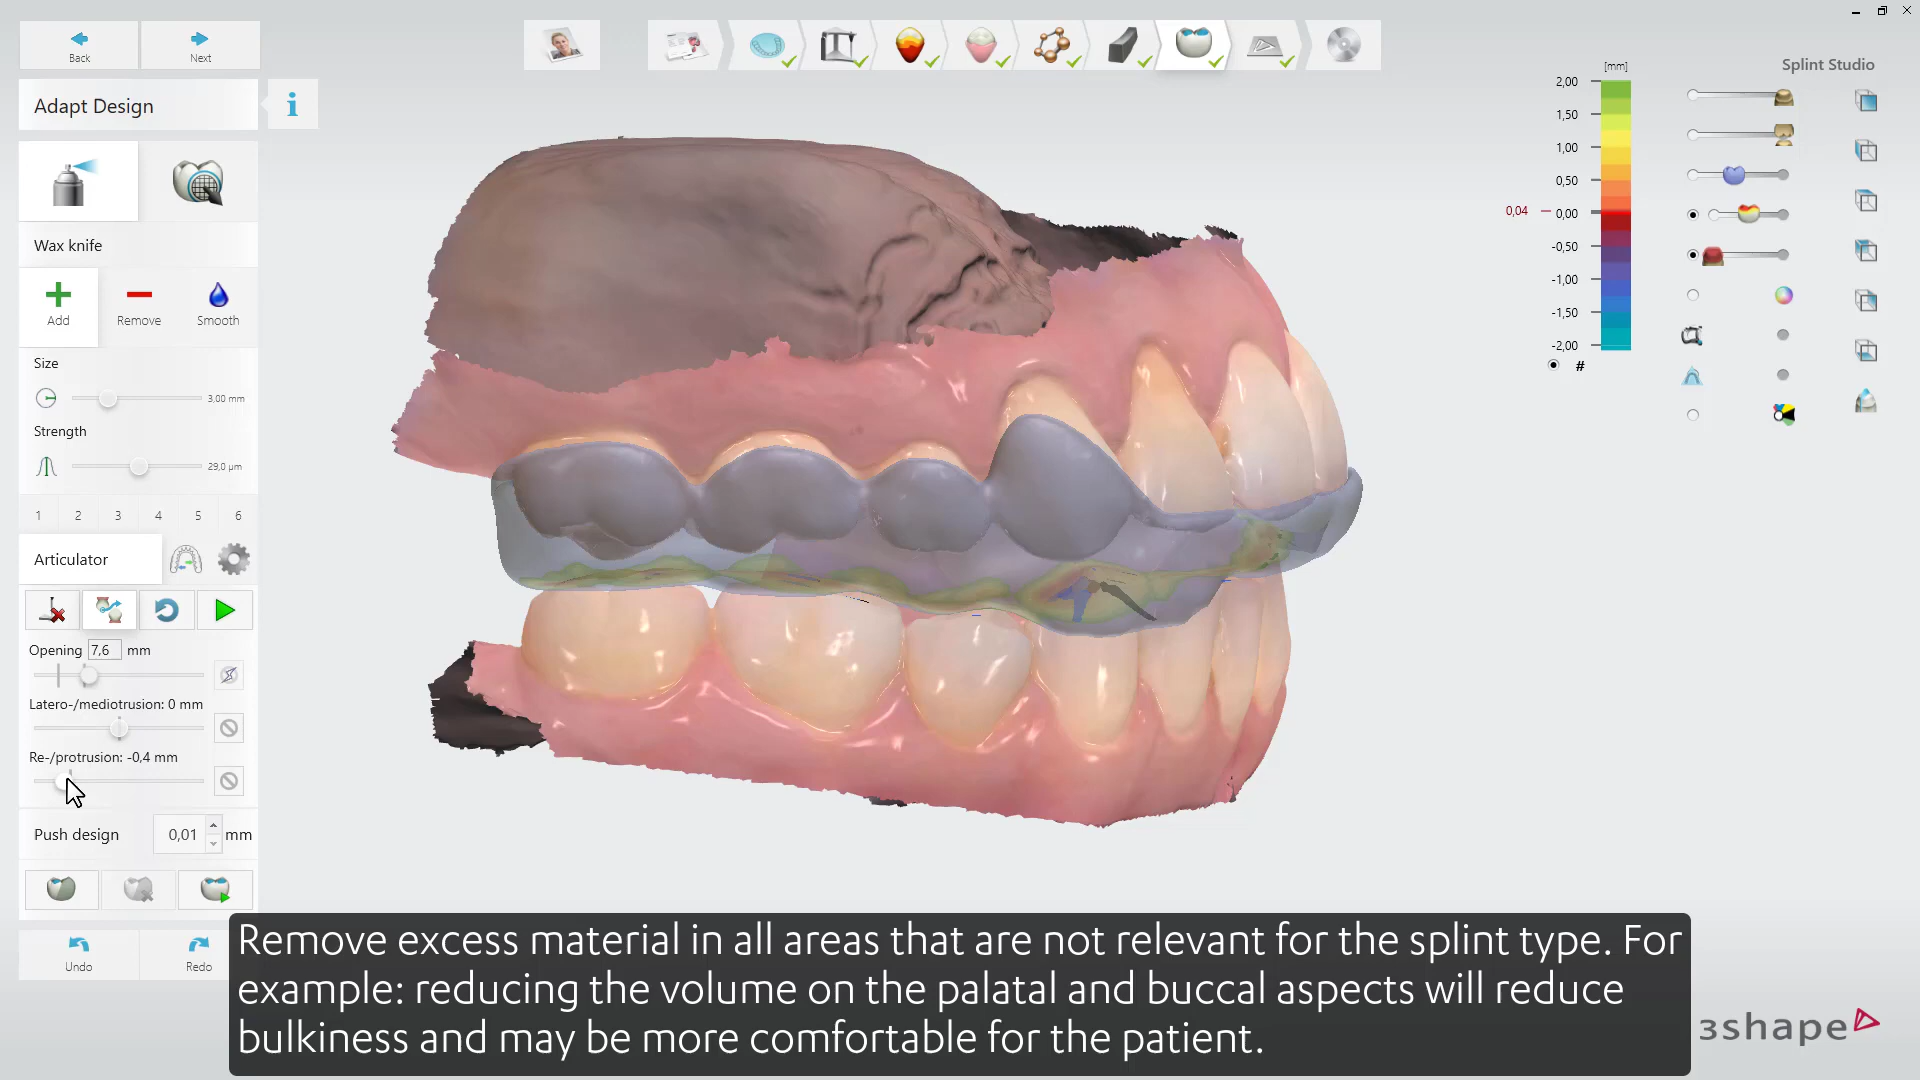 Back
Next
Splint Studio
Adapt Design
i
Wax knife
Add
Remove
Smooth
Size
3,00 mm
Strength
29,0 µm
1 2 3 4 5 6
Articulator
Opening 7,6 mm
Latero-/mediotrusion: 0 mm
Re-/protrusion: -0,4 mm
Push design 0,01 mm
Undo
Redo
[mm]
2,00
1,50
1,00
0,50
0,04
0,00
-0,50
-1,00
-1,50
-2,00
#
Remove excess material in all areas that are not relevant for the splint type. For
example: reducing the volume on the palatal and buccal aspects will reduce
bulkiness and may be more comfortable for the patient.
3shape